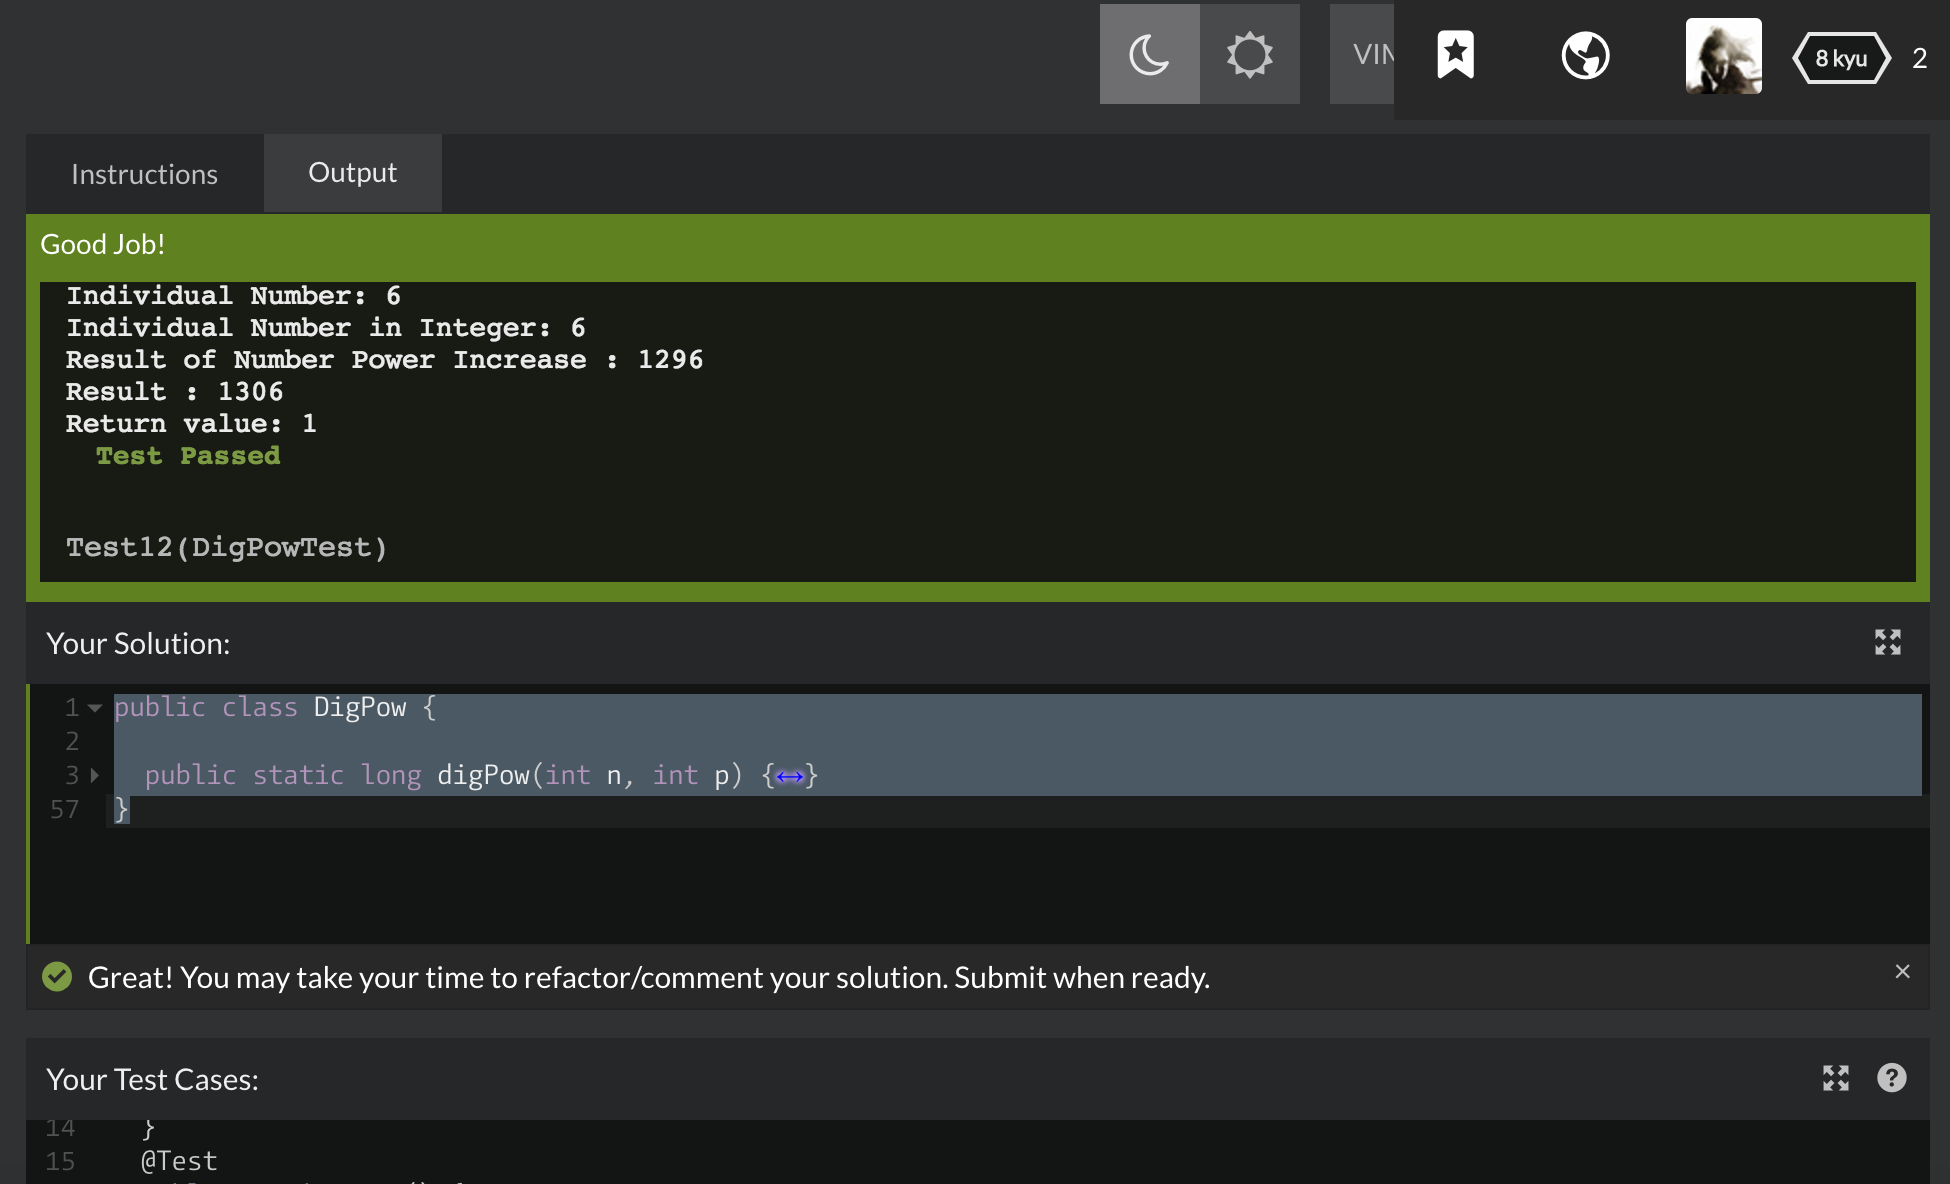 VIM
8 kyu
2
Instructions
Output
Good Job!
Individual Number: 6
Individual Number in Integer: 6
Result of Number Power Increase : 1296
Result : 1306
Return value: 1
Test Passed
Test12(DigPowTest)
Your Solution:
1 public class DigPow {
2
3 public static long digPow(int n, int p) {↔}
57 }
Great! You may take your time to refactor/comment your solution. Submit when ready.
×
Your Test Cases:
?
14 }
15 @Test